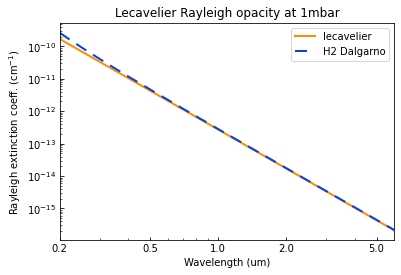 Lecavelier Rayleigh opacity at 1mbar
lecavelier
H2 Dalgarno
Rayleigh extinction coeff. (cm⁻¹)
10⁻¹⁰
10⁻¹¹
10⁻¹²
10⁻¹³
10⁻¹⁴
10⁻¹⁵
0.2
0.5
1.0
2.0
5.0
Wavelength (um)